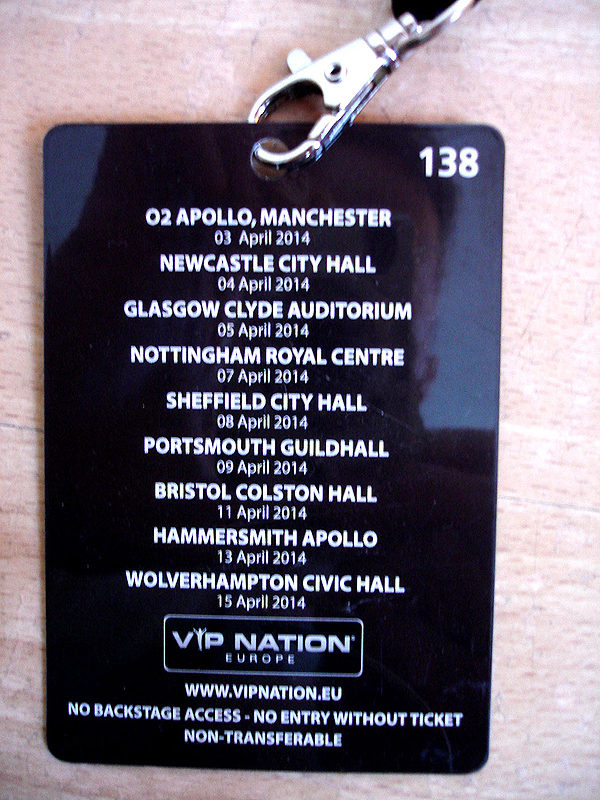 138
O2 APOLLO, MANCHESTER
03 April 2014
NEWCASTLE CITY HALL
04 April 2014
GLASGOW CLYDE AUDITORIUM
05 April 2014
NOTTINGHAM ROYAL CENTRE
07 April 2014
SHEFFIELD CITY HALL
08 April 2014
PORTSMOUTH GUILDHALL
09 April 2014
BRISTOL COLSTON HALL
11 April 2014
HAMMERSMITH APOLLO
13 April 2014
WOLVERHAMPTON CIVIC HALL
15 April 2014
VIP NATION®
EUROPE
WWW.VIPNATION.EU
NO BACKSTAGE ACCESS - NO ENTRY WITHOUT TICKET
NON-TRANSFERABLE